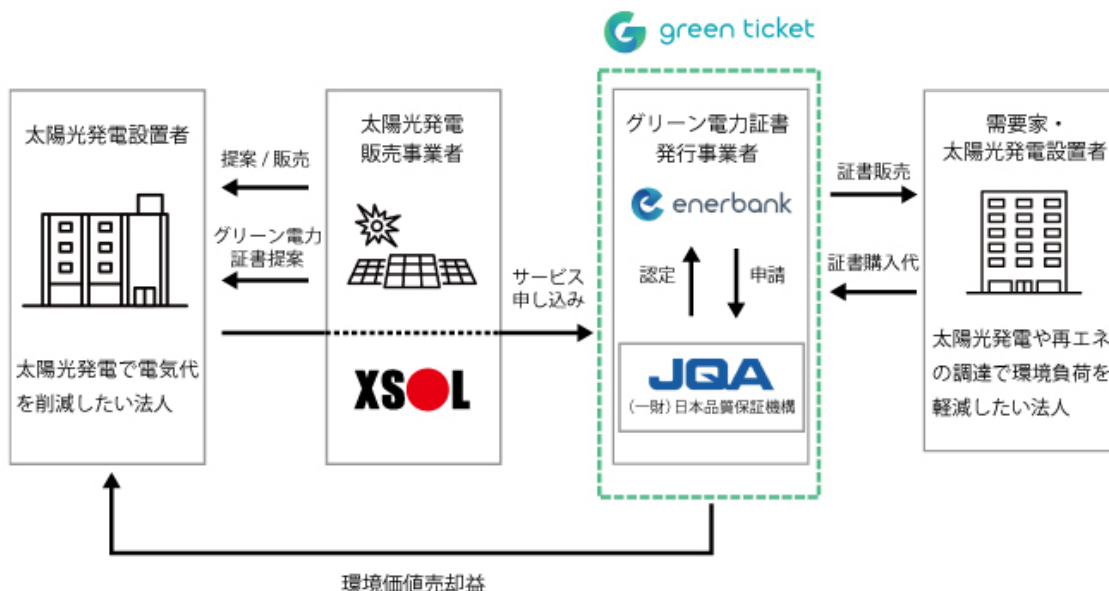 green ticket
太陽光発電設置者
太陽光発電で電気代
を削減したい法人
提案 / 販売
グリーン電力
証書提案
太陽光発電
販売事業者
XSOL
サービス
申し込み
グリーン電力証書
発行事業者
enerbank
認定
申請
JQA
(一財)日本品質保証機構
証書販売
証書購入代
需要家・
太陽光発電設置者
太陽光発電や再エネ
の調達で環境負荷を
軽減したい法人
環境価値売却益